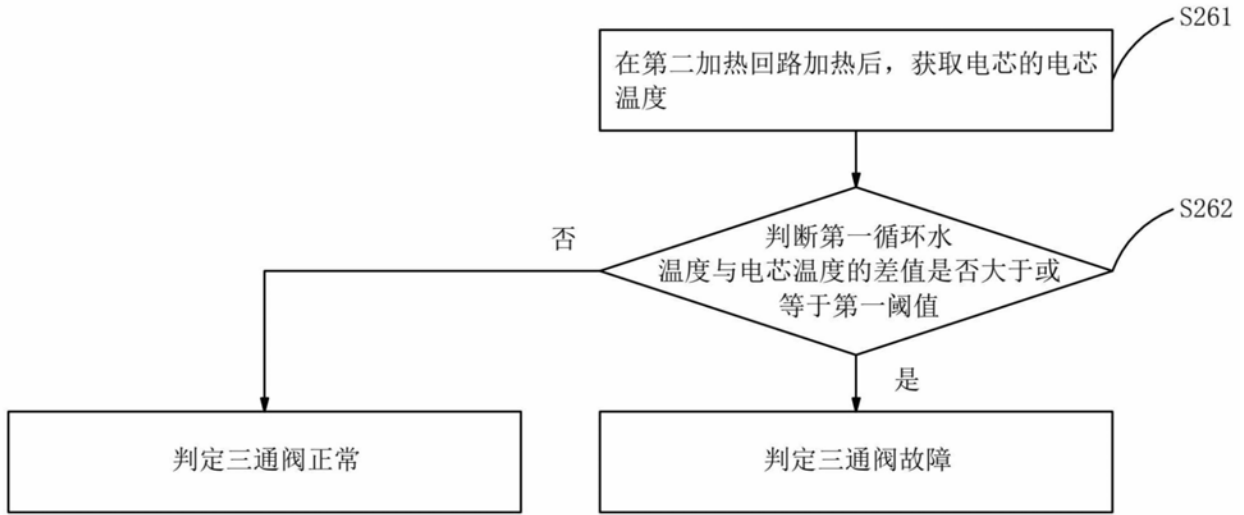 S261
在第二加热回路加热后，获取电芯的电芯
温度
S262
判断第一循环水
温度与电芯温度的差值是否大于或
等于第一阈值
否
是
判定三通阀正常
判定三通阀故障